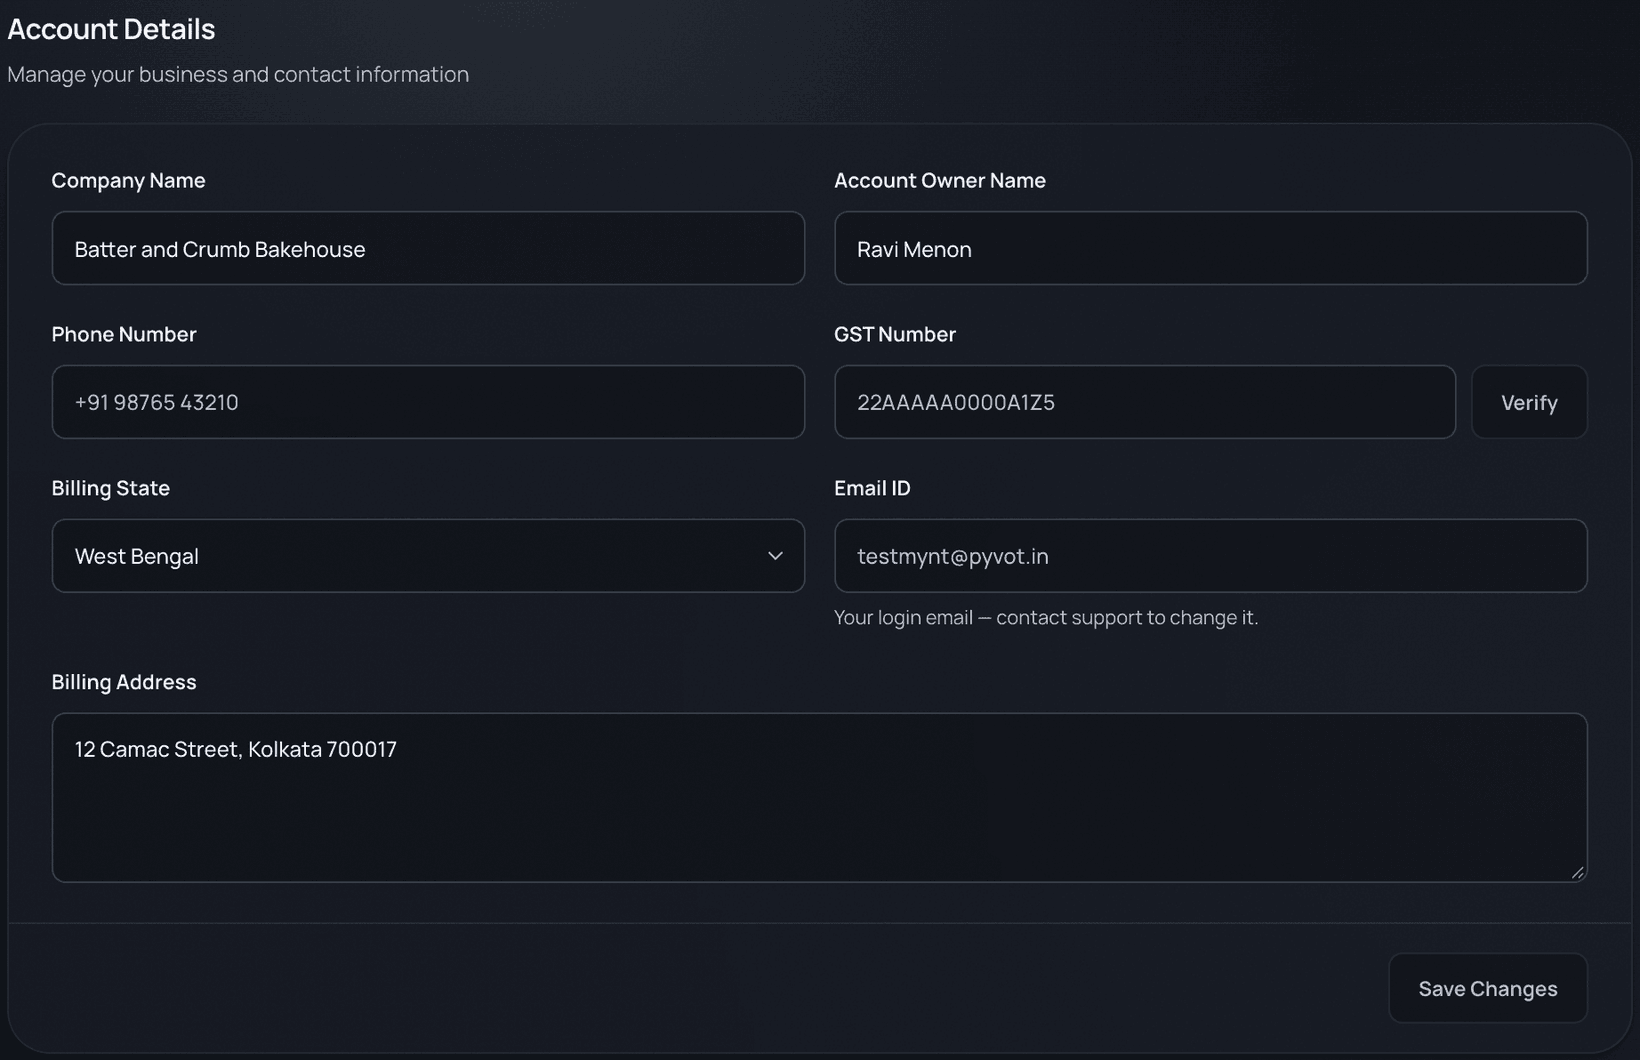 Account Details
Manage your business and contact information
Company Name
Batter and Crumb Bakehouse
Account Owner Name
Ravi Menon
Phone Number
+91 98765 43210
GST Number
22AAAAA0000A1Z5
Verify
Billing State
West Bengal
Email ID
testmynt@pyvot.in
Your login email — contact support to change it.
Billing Address
12 Camac Street, Kolkata 700017
Save Changes